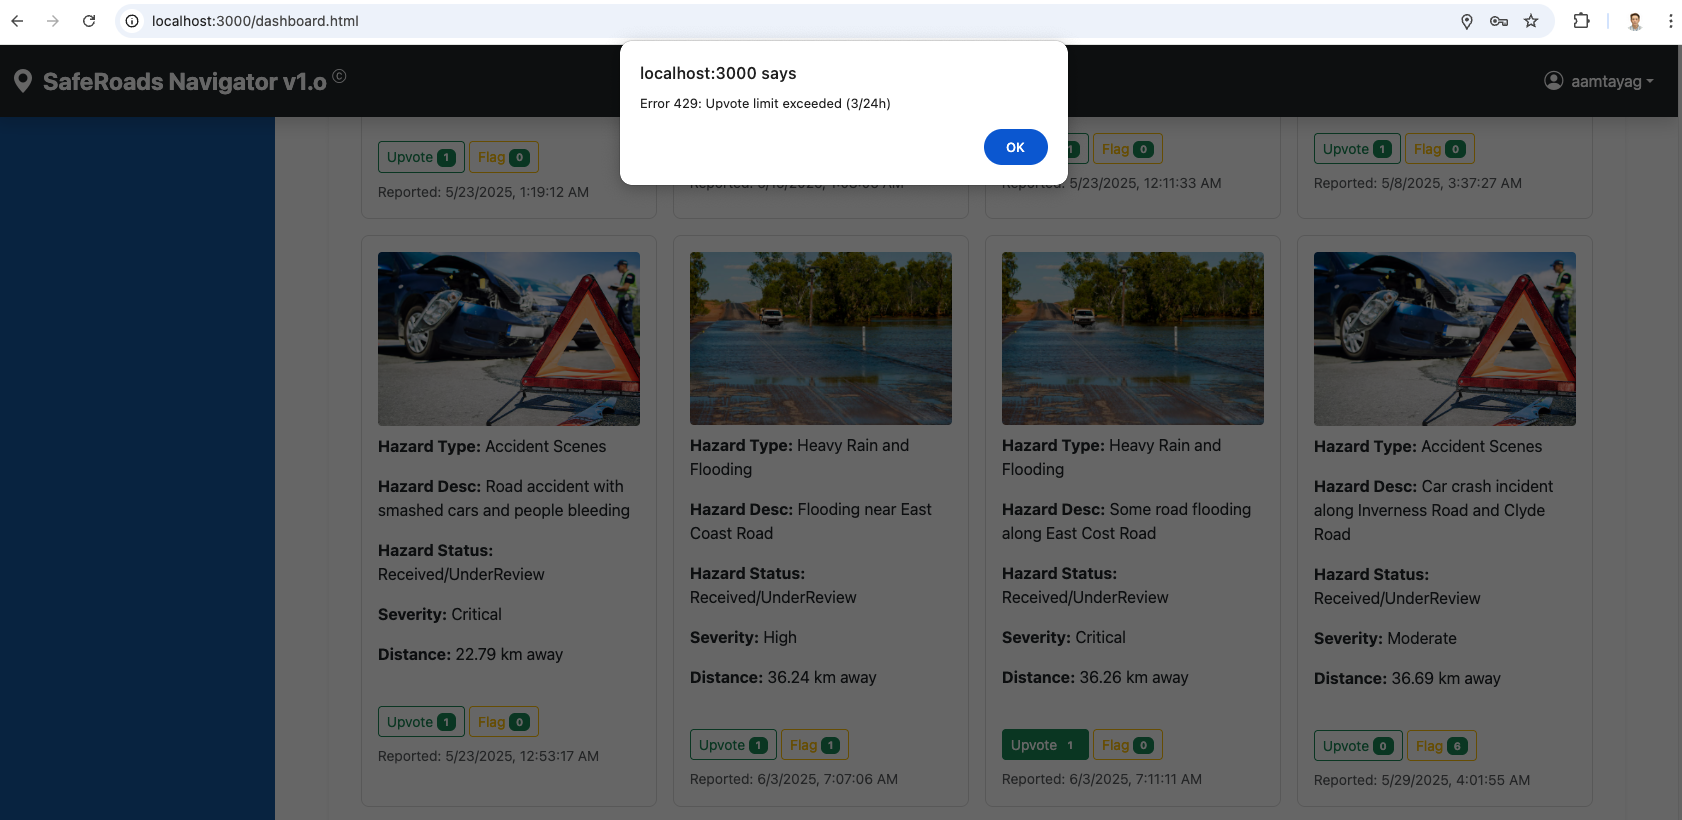 localhost:3000/dashboard.html
localhost:3000 says
Error 429: Upvote limit exceeded (3/24h)
OK
SafeRoads Navigator v1.o ©
aamtayag
Upvote 1 Flag 0
Reported: 5/23/2025, 1:19:12 AM
1 Flag 0
Reported: 5/23/2025, 12:11:33 AM
Upvote 1 Flag 0
Reported: 5/8/2025, 3:37:27 AM
Hazard Type: Accident Scenes
Hazard Desc: Road accident with
smashed cars and people bleeding
Hazard Status:
Received/UnderReview
Severity: Critical
Distance: 22.79 km away
Upvote 1 Flag 0
Reported: 5/23/2025, 12:53:17 AM
Hazard Type: Heavy Rain and
Flooding
Hazard Desc: Flooding near East
Coast Road
Hazard Status:
Received/UnderReview
Severity: High
Distance: 36.24 km away
Upvote 1 Flag 1
Reported: 6/3/2025, 7:07:06 AM
Hazard Type: Heavy Rain and
Flooding
Hazard Desc: Some road flooding
along East Cost Road
Hazard Status:
Received/UnderReview
Severity: Critical
Distance: 36.26 km away
Upvote 1 Flag 0
Reported: 6/3/2025, 7:11:11 AM
Hazard Type: Accident Scenes
Hazard Desc: Car crash incident
along Inverness Road and Clyde
Road
Hazard Status:
Received/UnderReview
Severity: Moderate
Distance: 36.69 km away
Upvote 0 Flag 6
Reported: 5/29/2025, 4:01:55 AM